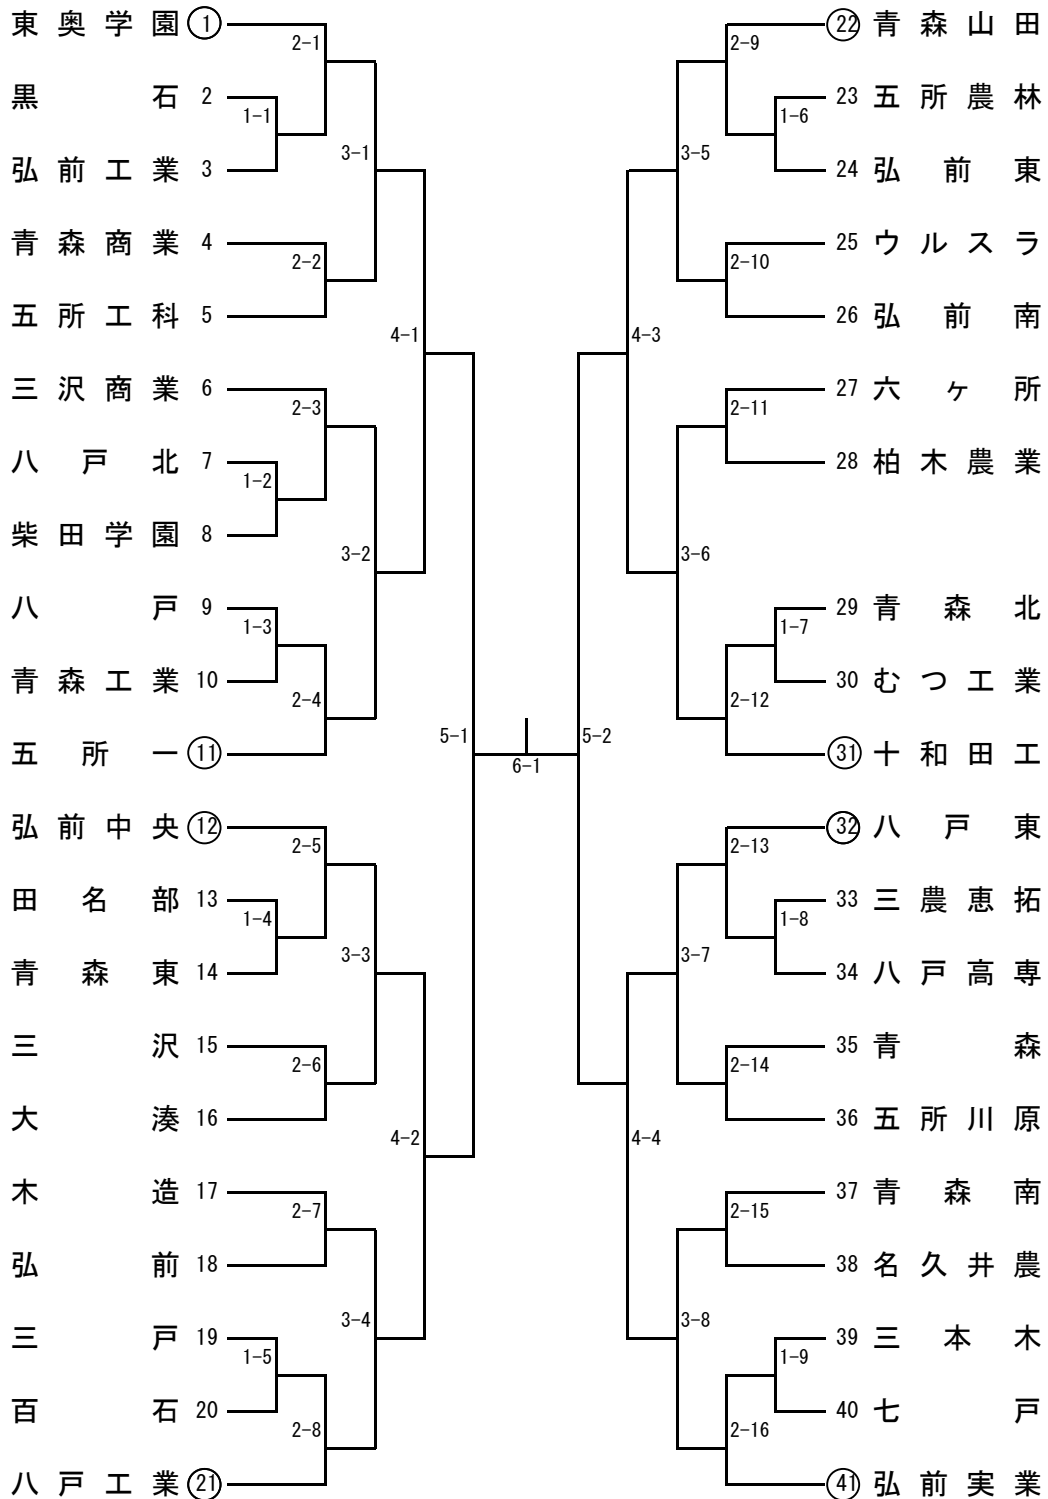 東奥学園 ①
2-1
黒石 2
1-1
弘前工業 3
3-1
青森商業 4
2-2
五所工科 5
4-1
三沢商業 6
2-3
八戸北 7
1-2
柴田学園 8
3-2
八戸 9
1-3
青森工業 10
2-4
五所一 ⑪
5-1
弘前中央 ⑫
2-5
田名部 13
1-4
青森東 14
3-3
三沢 15
2-6
大湊 16
4-2
木造 17
2-7
弘前 18
3-4
三戸 19
1-5
百石 20
2-8
八戸工業 ㉑
6-1
㉒ 青森山田
2-9
23 五所農林
1-6
24 弘前東
3-5
25 ウルスラ
2-10
26 弘前南
4-3
27 六ヶ所
2-11
28 柏木農業
3-6
29 青森北
1-7
30 むつ工業
2-12
㉛ 十和田工
5-2
㉜ 八戸東
2-13
33 三農恵拓
1-8
34 八戸高専
3-7
35 青森
2-14
36 五所川原
4-4
37 青森南
2-15
38 名久井農
3-8
39 三本木
1-9
40 七戸
2-16
㊶ 弘前実業